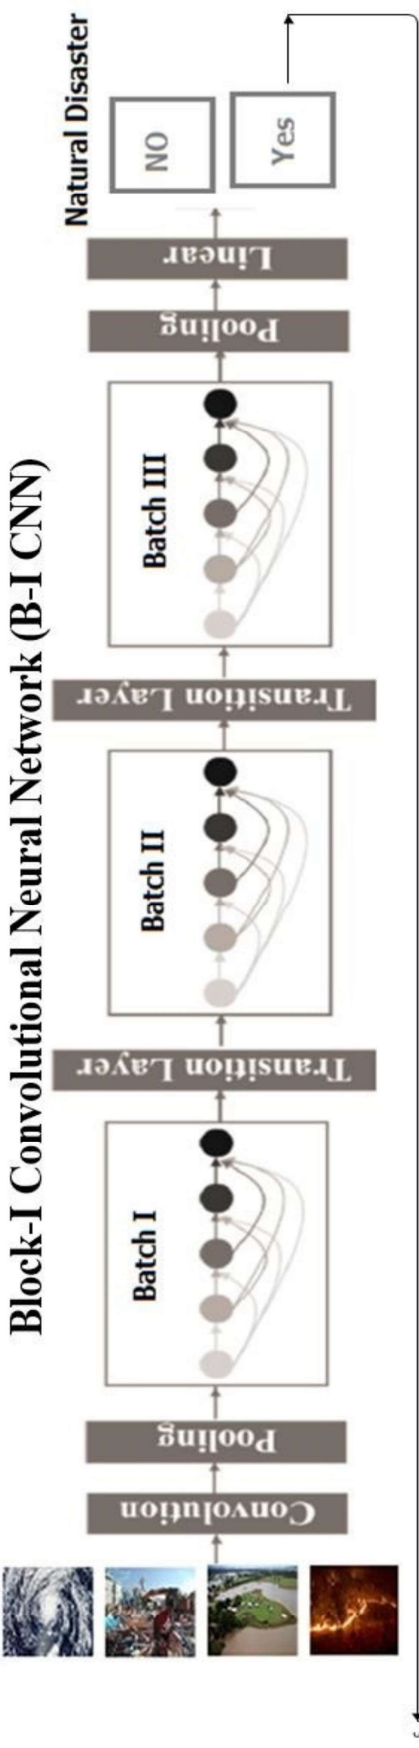 Block-I Convolutional Neural Network (B-I CNN)
Convolution
Pooling
Batch I
Transition Layer
Batch II
Transition Layer
Batch III
Pooling
Linear
Natural Disaster
NO
Yes